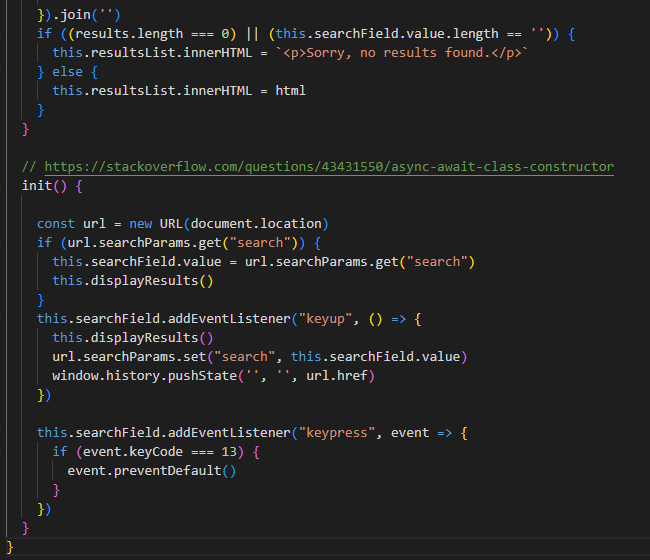 }).join('')
    if ((results.length === 0) || (this.searchField.value.length == '')) {
      this.resultsList.innerHTML = `<p>Sorry, no results found.</p>`
    } else {
      this.resultsList.innerHTML = html
    }
  }

  // https://stackoverflow.com/questions/43431550/async-await-class-constructor
  init() {

    const url = new URL(document.location)
    if (url.searchParams.get("search")) {
      this.searchField.value = url.searchParams.get("search")
      this.displayResults()
    }
    this.searchField.addEventListener("keyup", () => {
      this.displayResults()
      url.searchParams.set("search", this.searchField.value)
      window.history.pushState('', '', url.href)
    })

    this.searchField.addEventListener("keypress", event => {
      if (event.keyCode === 13) {
        event.preventDefault()
      }
    })
  }
}